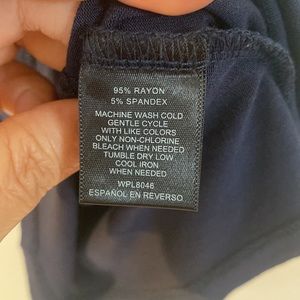 95% RAYON
5% SPANDEX
MACHINE WASH COLD
GENTLE CYCLE
WITH LIKE COLORS
ONLY NON-CHLORINE
BLEACH WHEN NEEDED
TUMBLE DRY LOW
COOL IRON
WHEN NEEDED
WPL8046
ESPAÑOL EN REVERSO